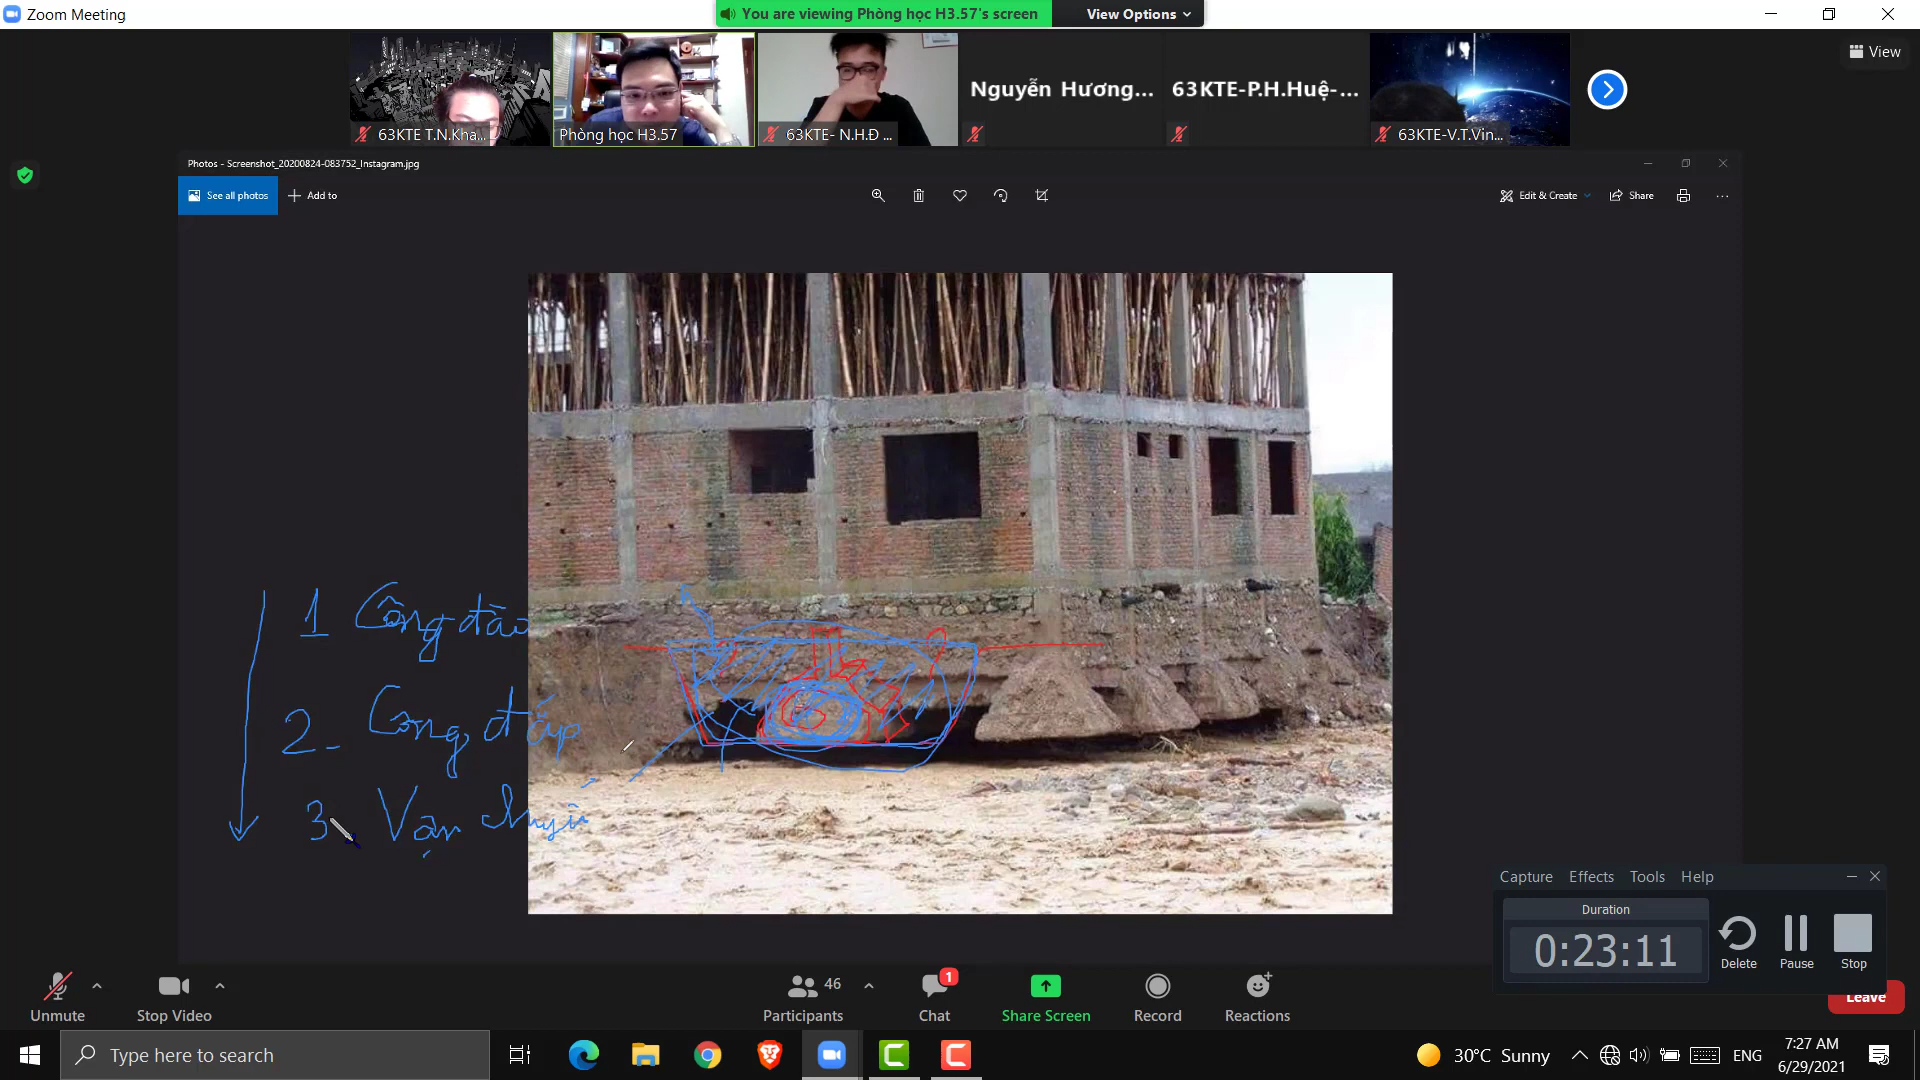 Zoom Meeting
You are viewing Phòng học H3.57's screen
View Options
View
63KTE T.N.Kha...
Phòng học H3.57
63KTE- N.H.Đ ...
Nguyễn Hương...
63KTE-P.H.Huệ-...
63KTE-V.T.Vin...
Photos - Screenshot_20200824-083752_Instagram.jpg
See all photos
Add to
Edit & Create
Share
1 Công đào
2- Công đắp
3. Vận chuyển
Capture Effects Tools Help
Duration
0:23:11
Delete
Pause
Stop
Unmute
Stop Video
46
Participants
1
Chat
Share Screen
Record
Reactions
Leave
Type here to search
30°C Sunny
ENG
7:27 AM
6/29/2021